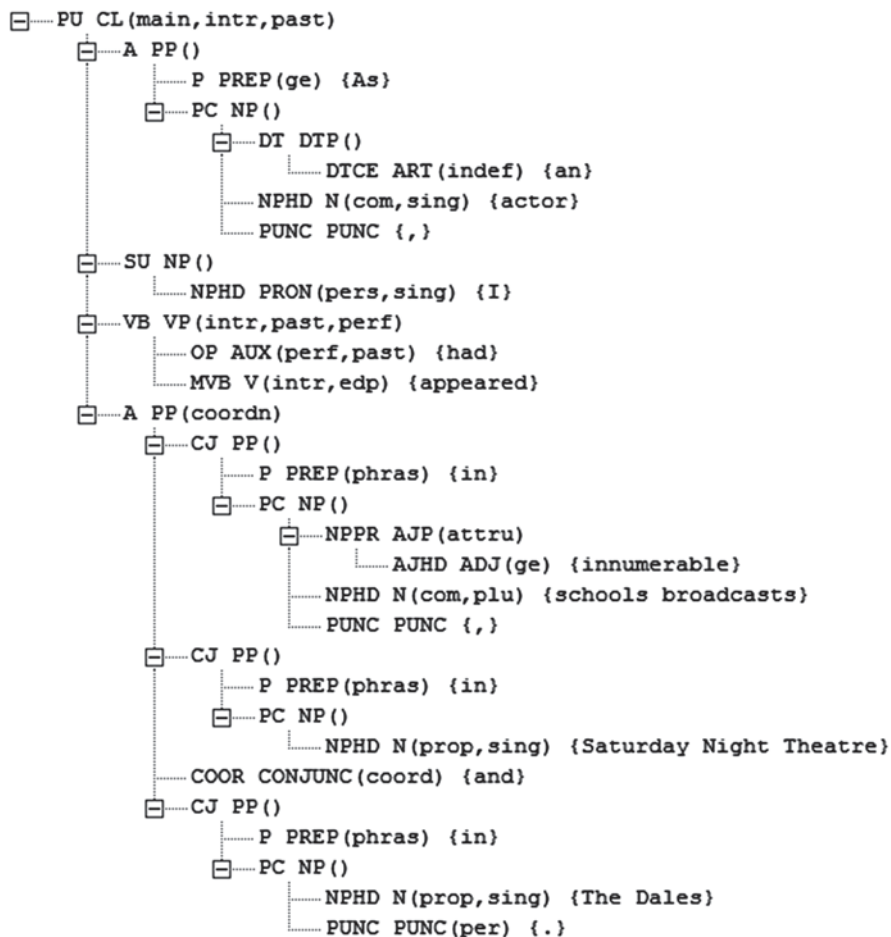 PU CL(main,intr,past)
A PP()
P PREP(ge) {As}
PC NP()
DT DTP()
DTCE ART(indef) {an}
NPHD N(com,sing) {actor}
PUNC PUNC {,}
SU NP()
NPHD PRON(pers,sing) {I}
VB VP(intr,past,perf)
OP AUX(perf,past) {had}
MVB V(intr,edp) {appeared}
A PP(coordn)
CJ PP()
P PREP(phras) {in}
PC NP()
NPPR AJP(attru)
AJHD ADJ(ge) {innumerable}
NPHD N(com,plu) {schools broadcasts}
PUNC PUNC {,}
CJ PP()
P PREP(phras) {in}
PC NP()
NPHD N(prop,sing) {Saturday Night Theatre}
COOR CONJUNC(coord) {and}
CJ PP()
P PREP(phras) {in}
PC NP()
NPHD N(prop,sing) {The Dales}
PUNC PUNC(per) {.}